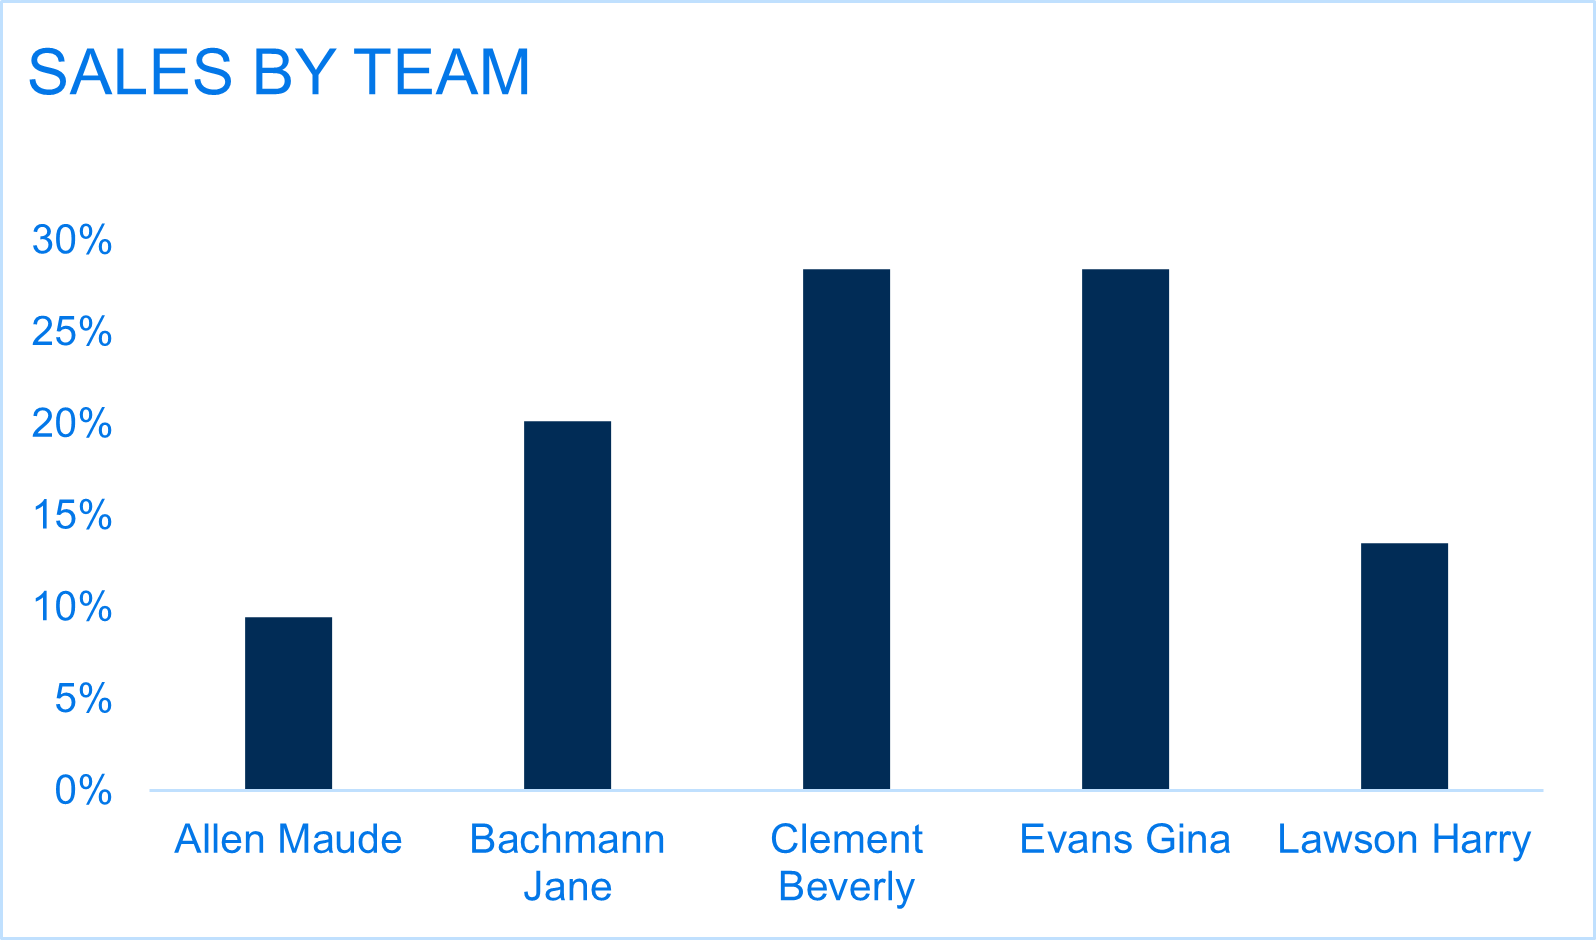 SALES BY TEAM
30%
25%
20%
15%
10%
5%
0%
Allen Maude
Bachmann
Jane
Clement
Beverly
Evans Gina
Lawson Harry